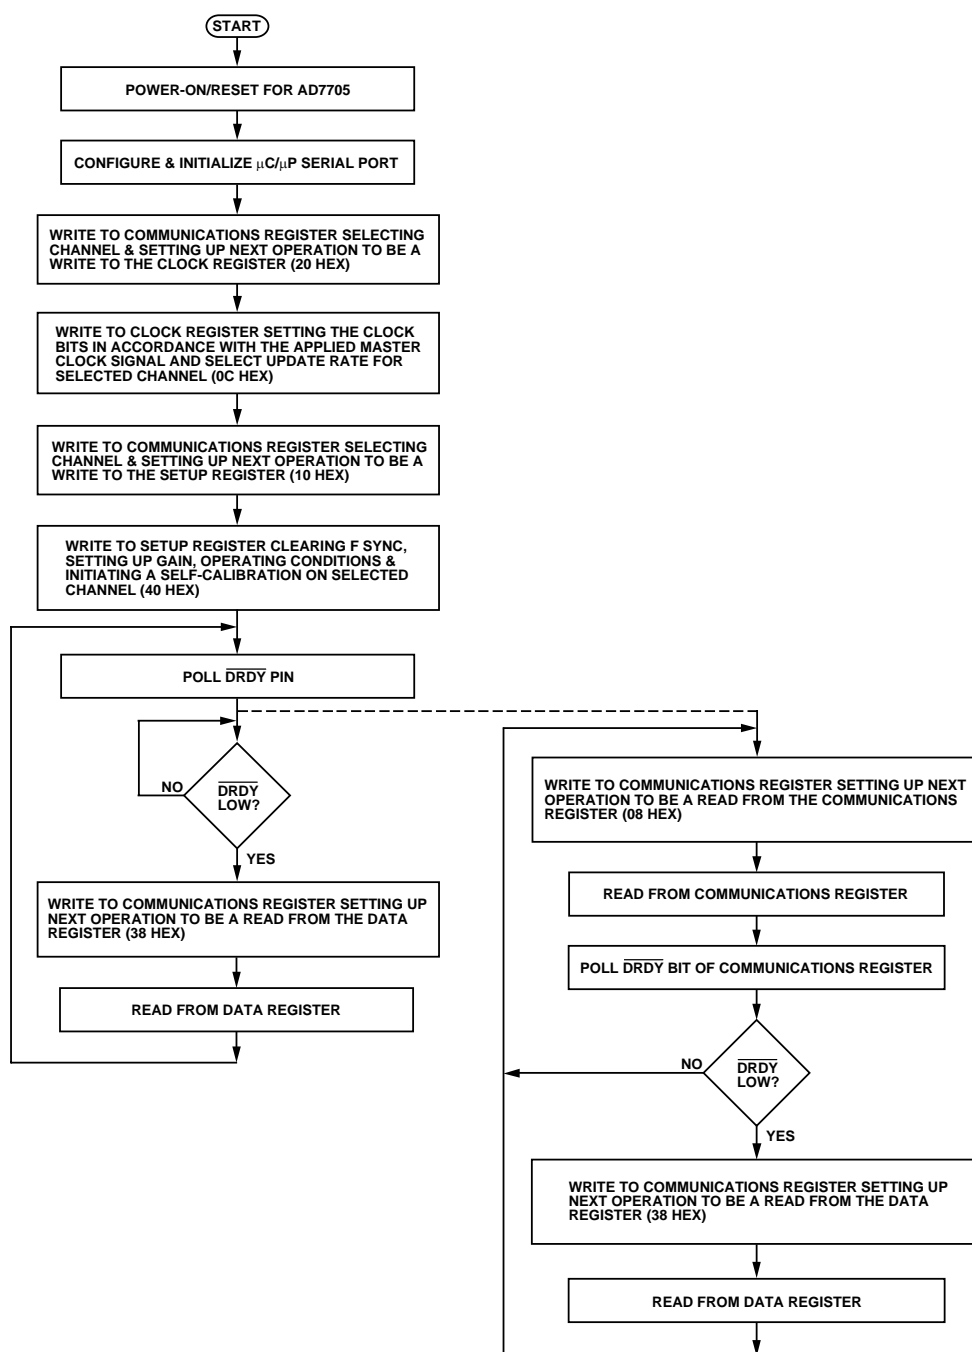 START
POWER-ON/RESET FOR AD7705
CONFIGURE & INITIALIZE μC/μP SERIAL PORT
WRITE TO COMMUNICATIONS REGISTER SELECTING
CHANNEL & SETTING UP NEXT OPERATION TO BE A
WRITE TO THE CLOCK REGISTER (20 HEX)
WRITE TO CLOCK REGISTER SETTING THE CLOCK
BITS IN ACCORDANCE WITH THE APPLIED MASTER
CLOCK SIGNAL AND SELECT UPDATE RATE FOR
SELECTED CHANNEL (0C HEX)
WRITE TO COMMUNICATIONS REGISTER SELECTING
CHANNEL & SETTING UP NEXT OPERATION TO BE A
WRITE TO THE SETUP REGISTER (10 HEX)
WRITE TO SETUP REGISTER CLEARING F SYNC,
SETTING UP GAIN, OPERATING CONDITIONS &
INITIATING A SELF-CALIBRATION ON SELECTED
CHANNEL (40 HEX)
POLL DRDY PIN
NO
DRDY
LOW?
YES
WRITE TO COMMUNICATIONS REGISTER SETTING UP
NEXT OPERATION TO BE A READ FROM THE DATA
REGISTER (38 HEX)
READ FROM DATA REGISTER
WRITE TO COMMUNICATIONS REGISTER SETTING UP NEXT
OPERATION TO BE A READ FROM THE COMMUNICATIONS
REGISTER (08 HEX)
READ FROM COMMUNICATIONS REGISTER
POLL DRDY BIT OF COMMUNICATIONS REGISTER
NO
DRDY
LOW?
YES
WRITE TO COMMUNICATIONS REGISTER SETTING UP
NEXT OPERATION TO BE A READ FROM THE DATA
REGISTER (38 HEX)
READ FROM DATA REGISTER